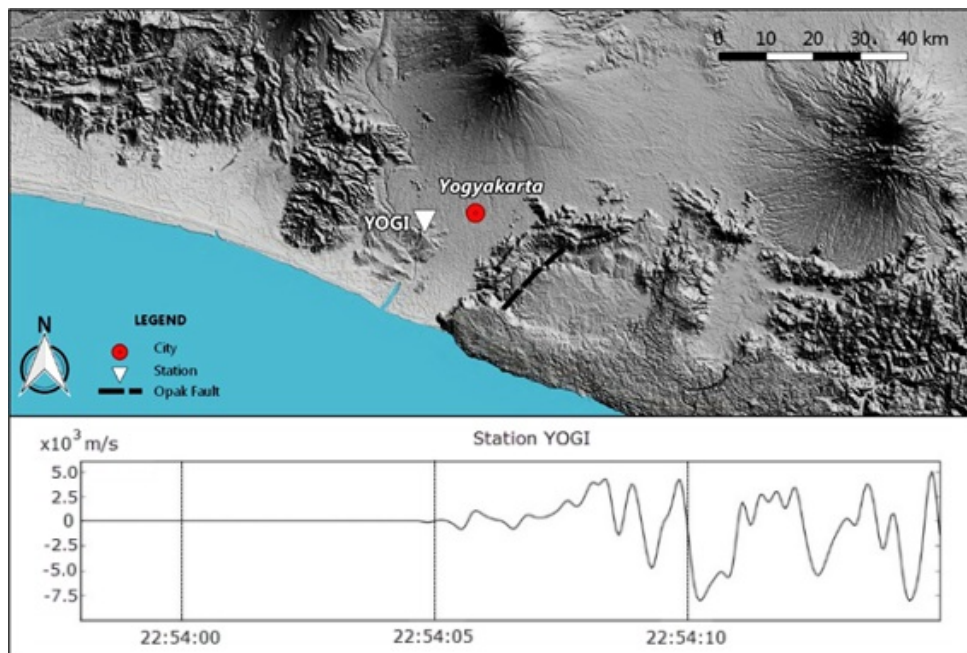 0 10 20 30 40 km
Yogyakarta
YOGI
N
LEGEND
City
Station
Opak Fault
x10³ m/s
Station YOGI
5.0
2.5
0
-2.5
-5.0
-7.5
22:54:00 22:54:05 22:54:10